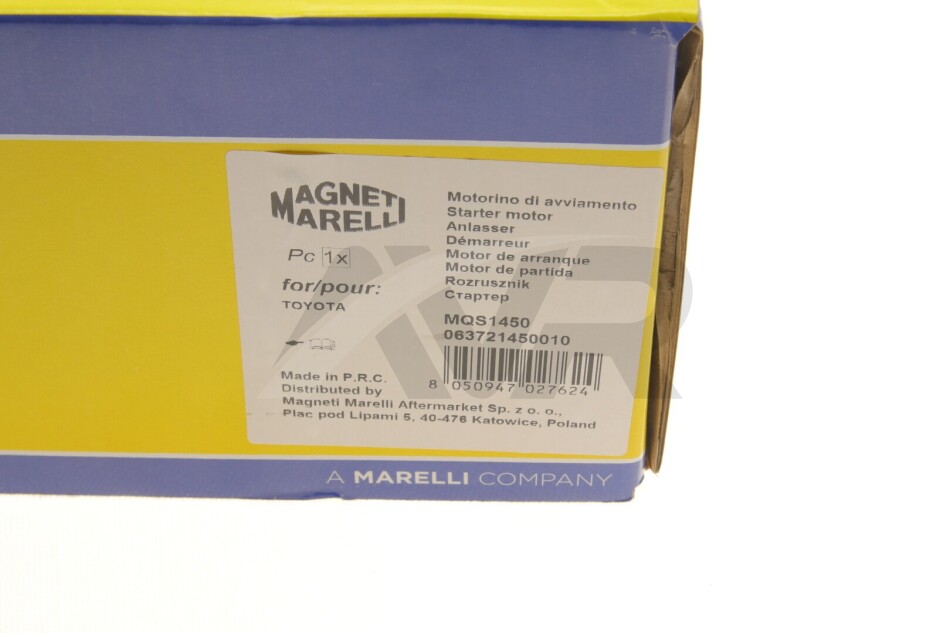 MAGNETI
MARELLI
Pc 1x
for/pour:
TOYOTA
Motorino di avviamento
Starter motor
Anlasser
Démarreur
Motor de arranque
Motor de partida
Rozrusznik
Стартер
MQS1450
063721450010
8 050947 027624
Made in P.R.C.
Distributed by
Magneti Marelli Aftermarket Sp. z o. o.,
Plac pod Lipami 5, 40-476 Katowice, Poland
A MARELLI COMPANY
AVR